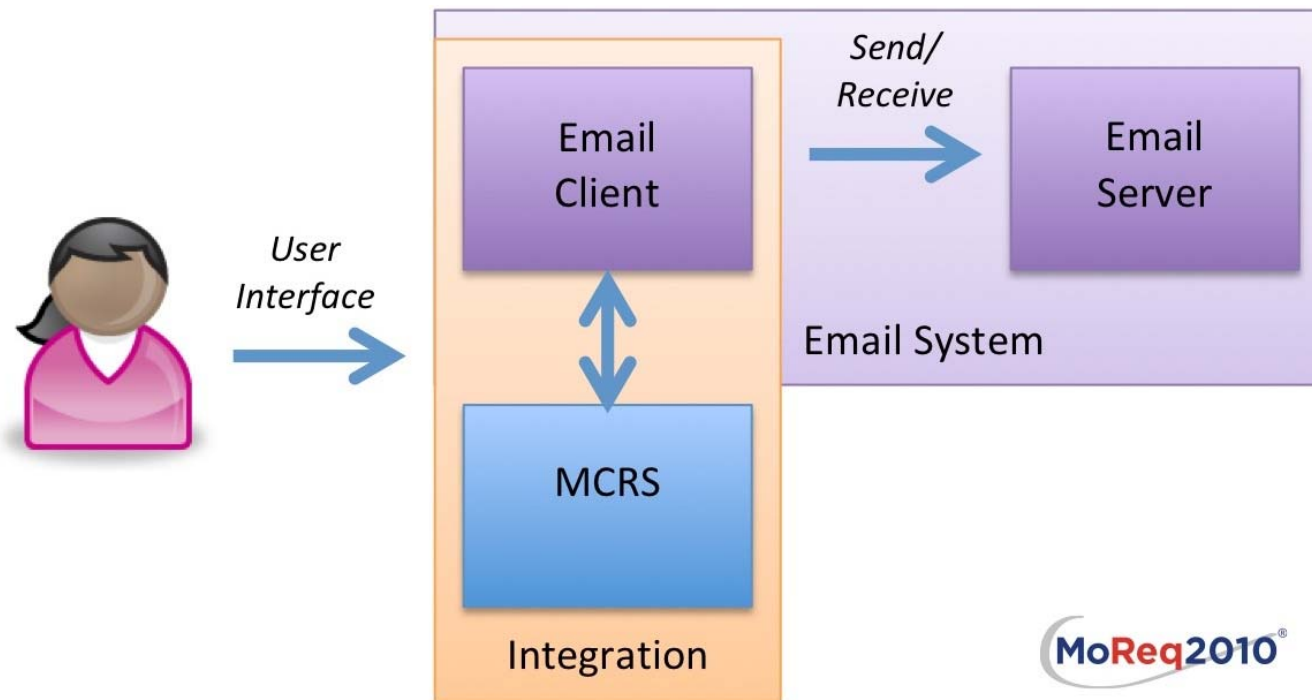 Send/
Receive
Email
Client
Email
Server
User
Interface
Email System
MCRS
Integration
MoReq2010®